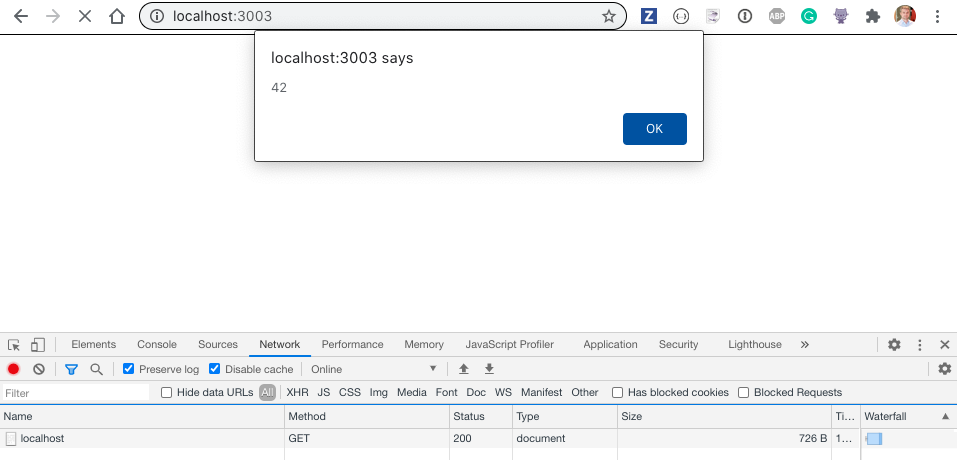 localhost:3003
Z ABP
localhost:3003 says
42
OK
Elements Console Sources Network Performance Memory JavaScript Profiler Application Security Lighthouse »
Preserve log Disable cache Online
Filter Hide data URLs All XHR JS CSS Img Media Font Doc WS Manifest Other Has blocked cookies Blocked Requests
Name Method Status Type Size Ti... Waterfall
localhost GET 200 document 726 B 1...